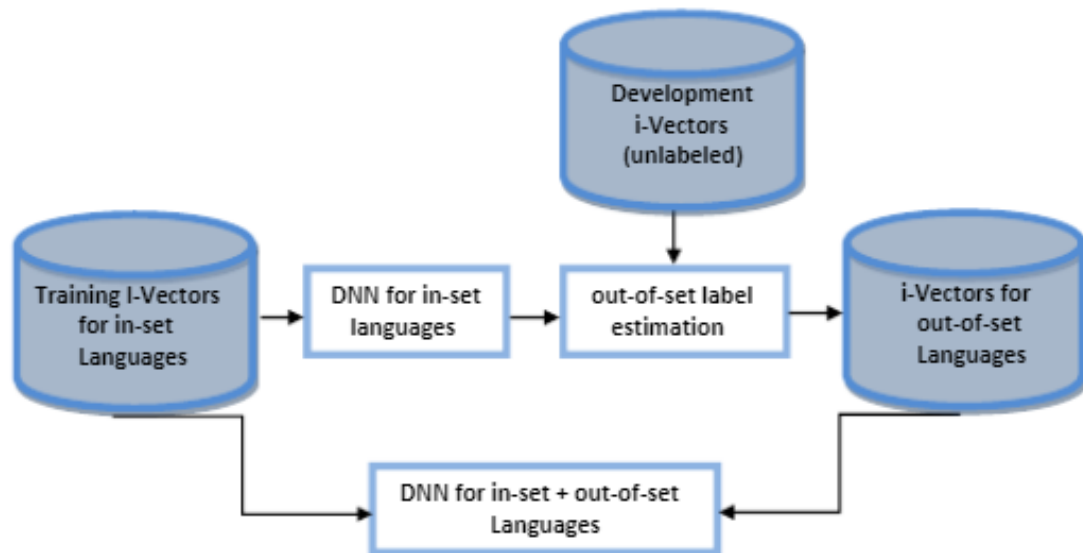 Development
i-Vectors
(unlabeled)
Training I-Vectors
for in-set
Languages
DNN for in-set
languages
out-of-set label
estimation
i-Vectors for
out-of-set
Languages
DNN for in-set + out-of-set
Languages